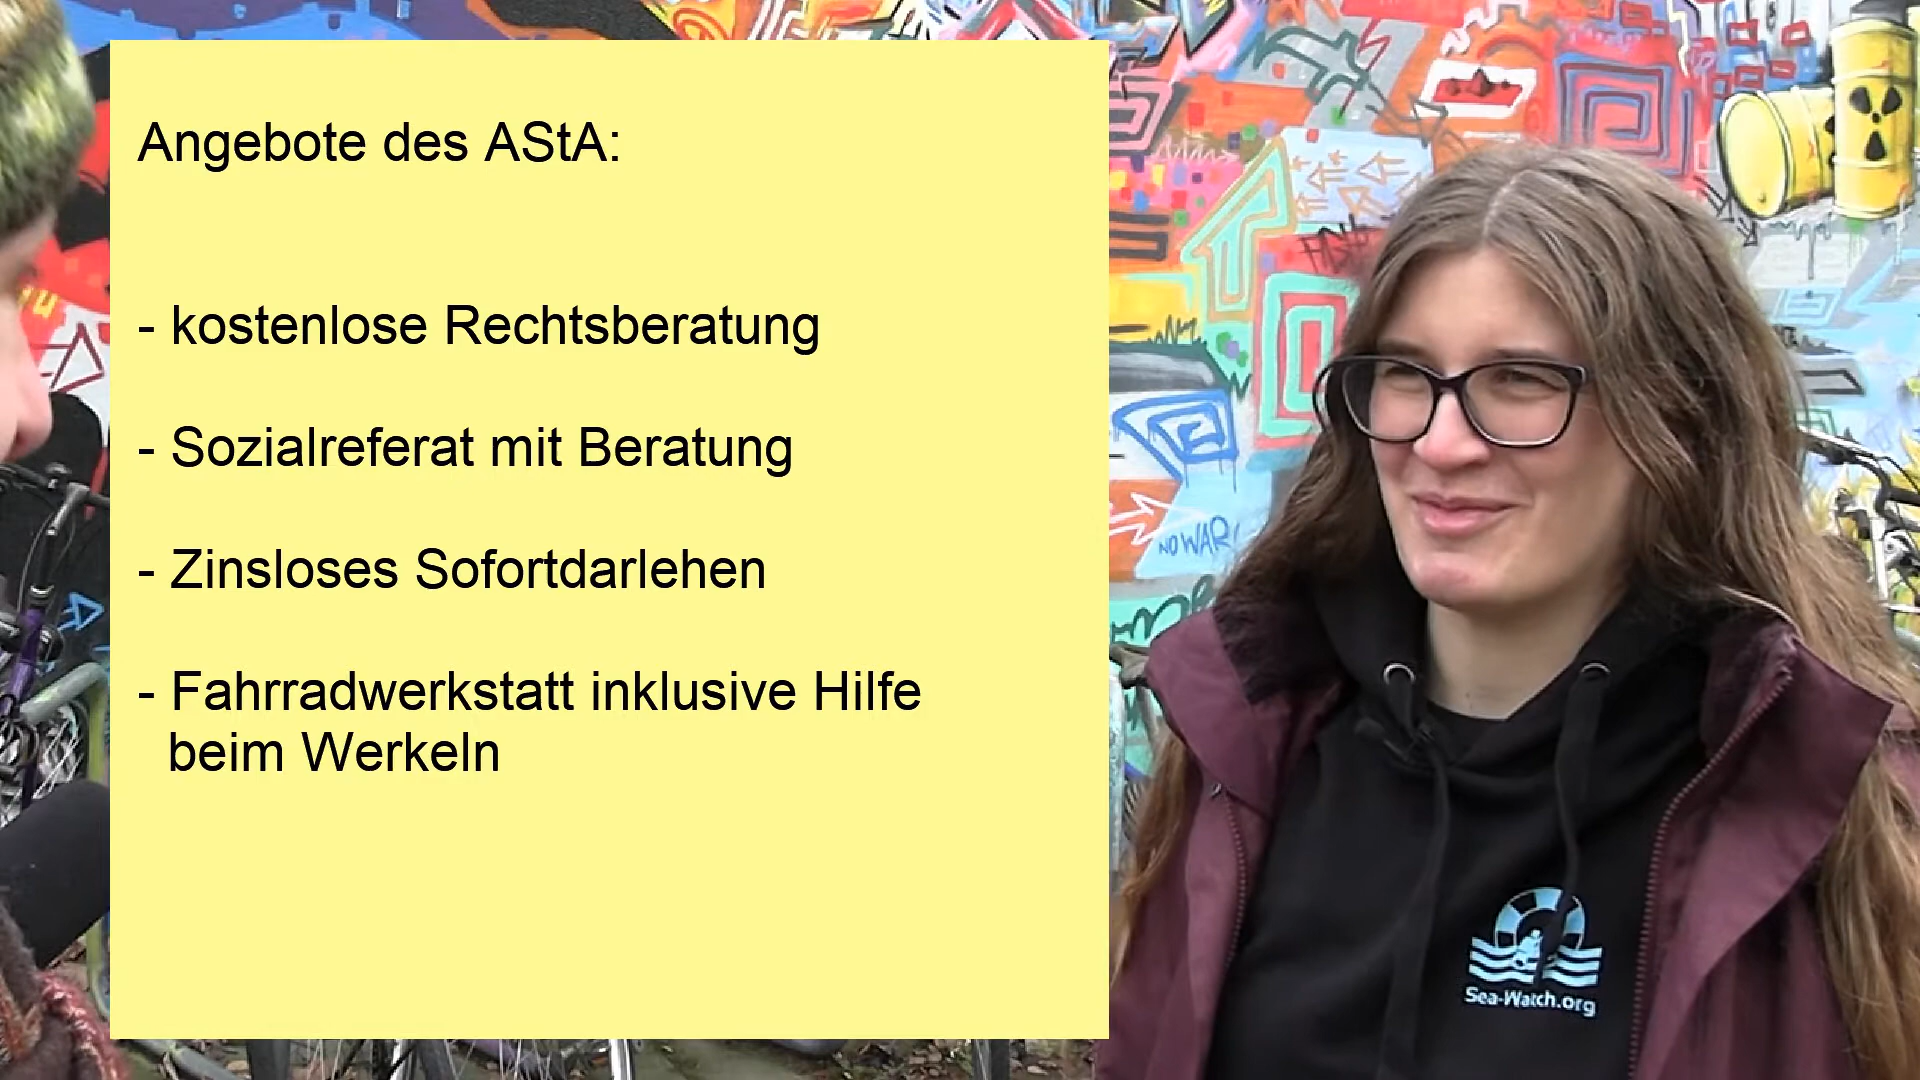 Angebote des AStA:
- kostenlose Rechtsberatung
- Sozialreferat mit Beratung
- Zinsloses Sofortdarlehen
- Fahrradwerkstatt inklusive Hilfe
beim Werkeln
NO WAR!
Sea-Watch.org